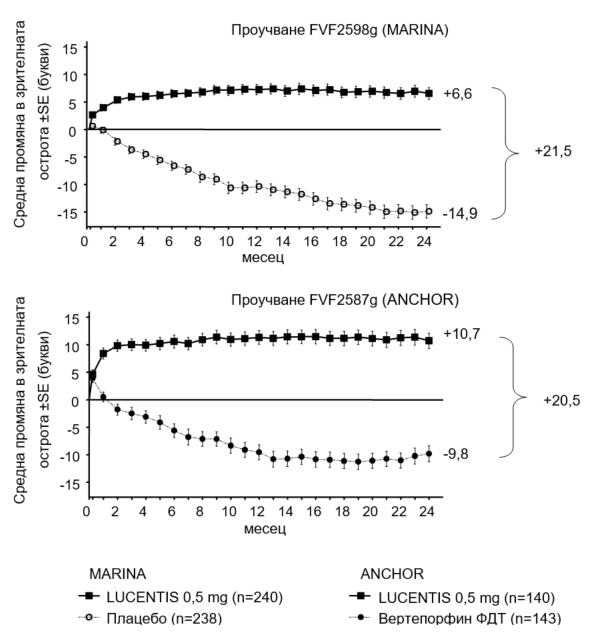 Проучване FVF2598g (MARINA)
Средна промяна в зрителната
острота ±SE (букви)
15
10
5
0
-5
-10
-15
+6,6
+21,5
-14,9
0 2 4 6 8 10 12 14 16 18 20 22 24
месец
Проучване FVF2587g (ANCHOR)
Средна промяна в зрителната
острота ±SE (букви)
15
10
5
0
-5
-10
-15
+10,7
+20,5
-9,8
0 2 4 6 8 10 12 14 16 18 20 22 24
месец
MARINA
LUCENTIS 0,5 mg (n=240)
Плацебо (n=238)
ANCHOR
LUCENTIS 0,5 mg (n=140)
Вертепорфин ФДТ (n=143)